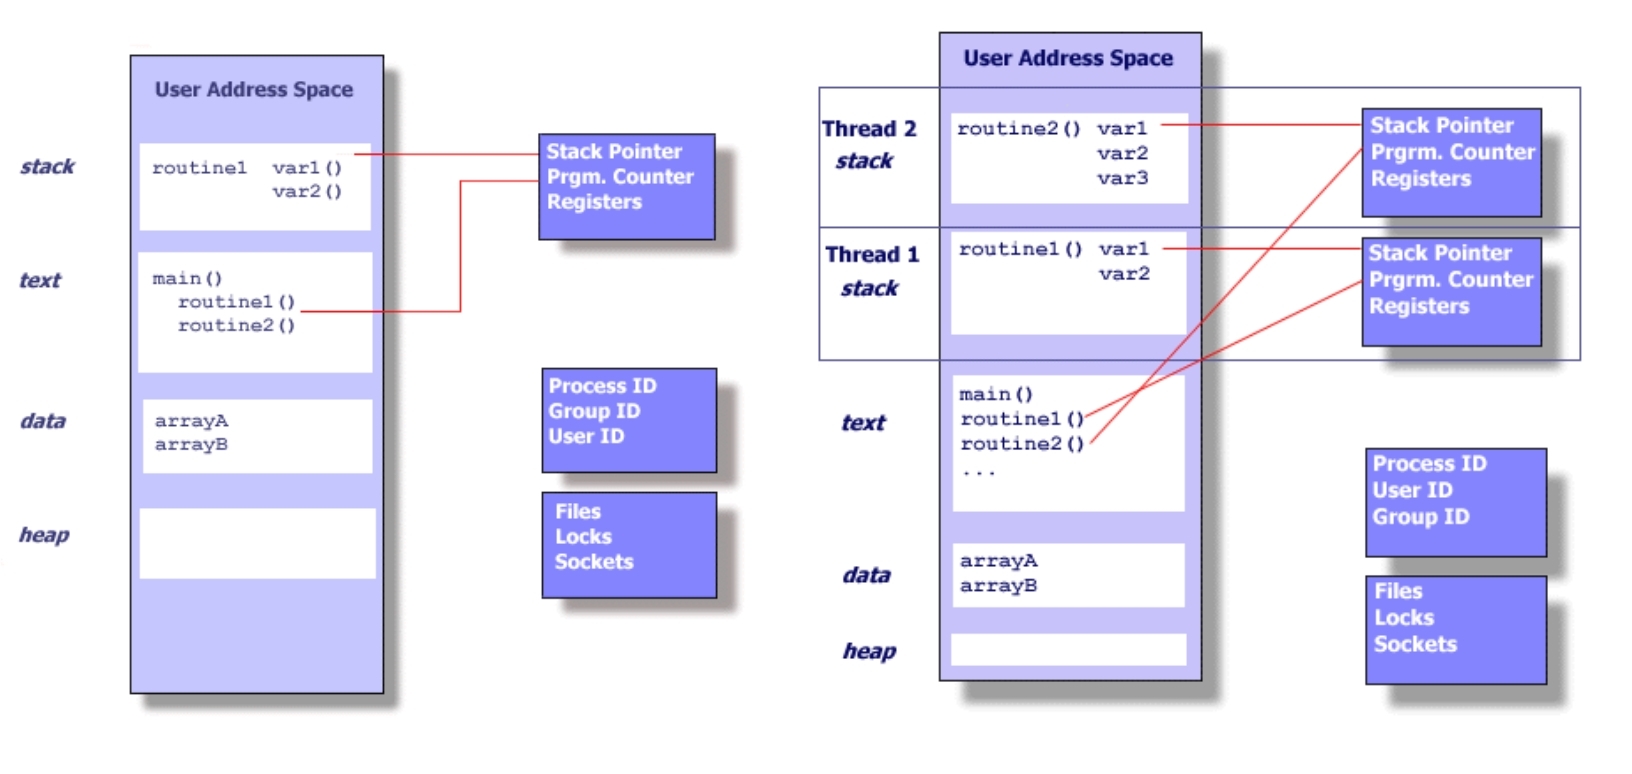 User Address Space
stack
routine1 var1()
var2()
Stack Pointer
Prgm. Counter
Registers
text
main()
routine1()
routine2()
Process ID
Group ID
User ID
data
arrayA
arrayB
Files
Locks
Sockets
heap
User Address Space
Thread 2
stack
routine2() var1
var2
var3
Stack Pointer
Prgrm. Counter
Registers
Thread 1
stack
routine1() var1
var2
Stack Pointer
Prgrm. Counter
Registers
text
main()
routine1()
routine2()
...
Process ID
User ID
Group ID
data
arrayA
arrayB
Files
Locks
Sockets
heap